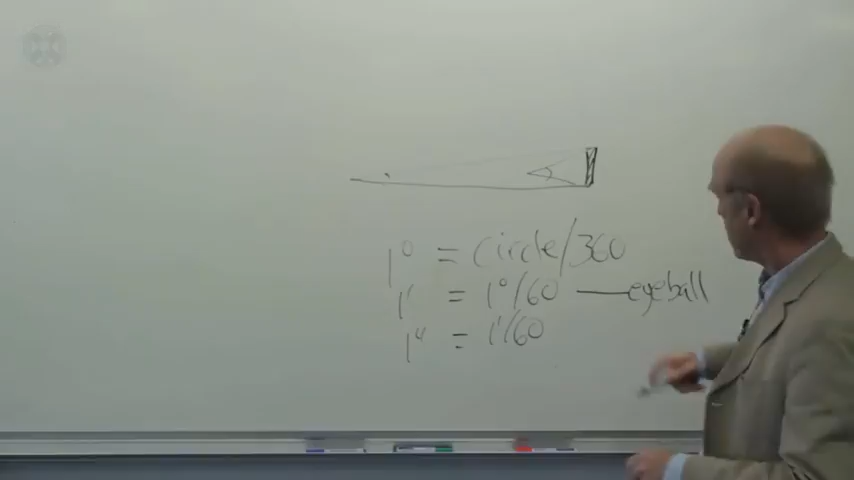 1° = circle/360
1' = 1°/60 — eyeball
1" = 1'/60